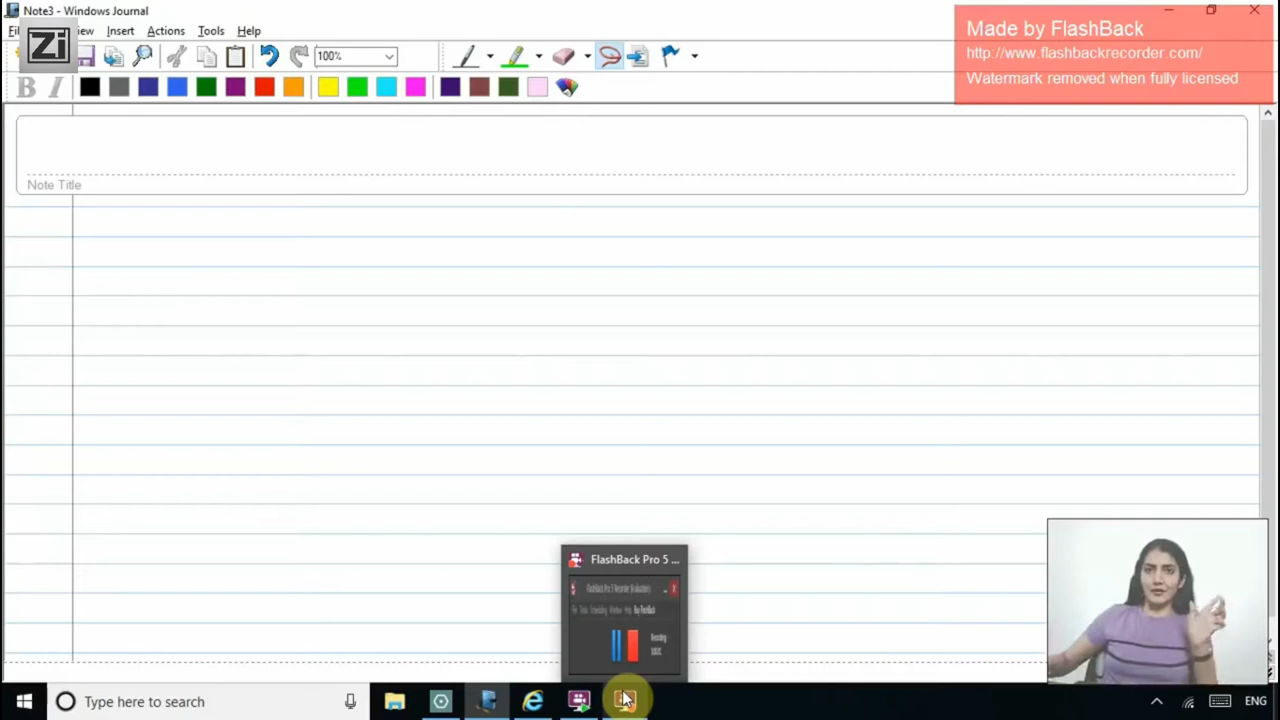 Note3 - Windows Journal
Insert Actions Tools Help
Zi
100%
B I
Made by FlashBack
http://www.flashbackrecorder.com/
Watermark removed when fully licensed
Note Title
FlashBack Pro 5 ...
Type here to search
ENG